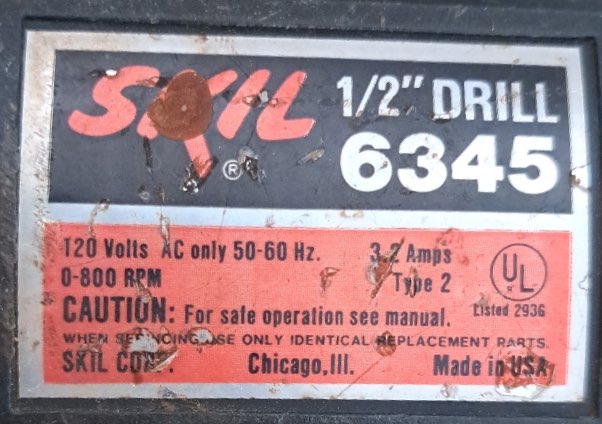 SKIL ® 1/2" DRILL
6345
120 Volts AC only 50-60 Hz. 3.2 Amps
0-800 RPM Type 2
UL
Listed 293G
CAUTION: For safe operation see manual.
WHEN SERVICING USE ONLY IDENTICAL REPLACEMENT PARTS.
SKIL CORP. Chicago,Ill. Made in USA